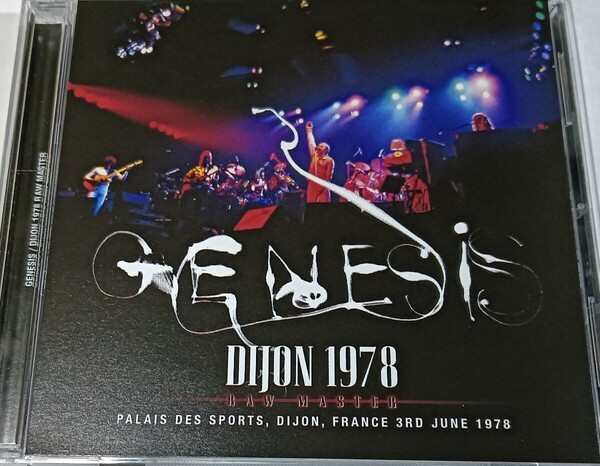 GENESIS / DIJON 1978 RAW MASTER
GENESIS
DIJON 1978
RAW MASTER
PALAIS DES SPORTS, DIJON, FRANCE 3RD JUNE 1978